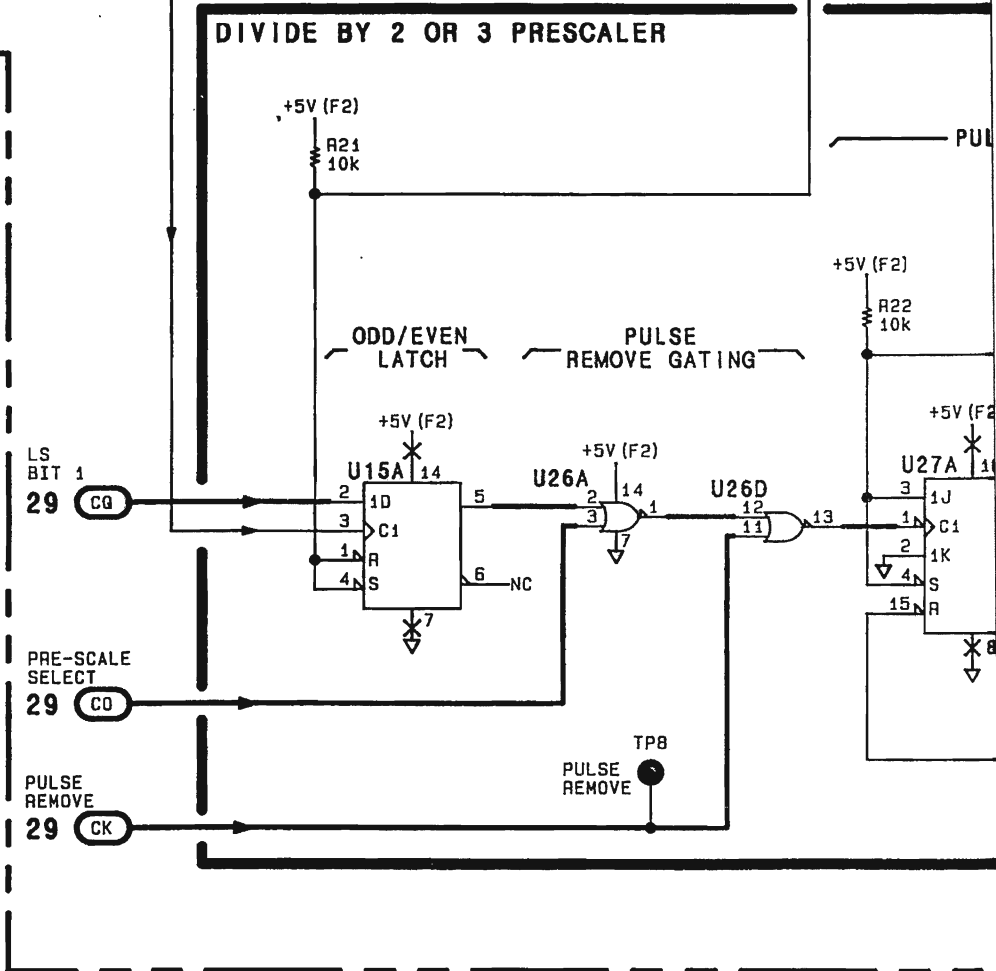 DIVIDE BY 2 OR 3 PRESCALER
+5V (F2)
R21
10k
PUL
+5V (F2)
R22
10k
ODD/EVEN
LATCH
PULSE
REMOVE GATING
+5V (F2)
+5V (F2)
+5V (F2
LS
BIT 1
29 CQ
U15A 14
2 1D
3 C1
1 R
4 S
5
6 NC
7
U26A
14
2
3
1
7
U26D
12
11
13
U27A
3 1J
1 C1
2 1K
4 S
15 R
8
PRE-SCALE
SELECT
29 CO
TP8
PULSE
REMOVE
PULSE
REMOVE
29 CK